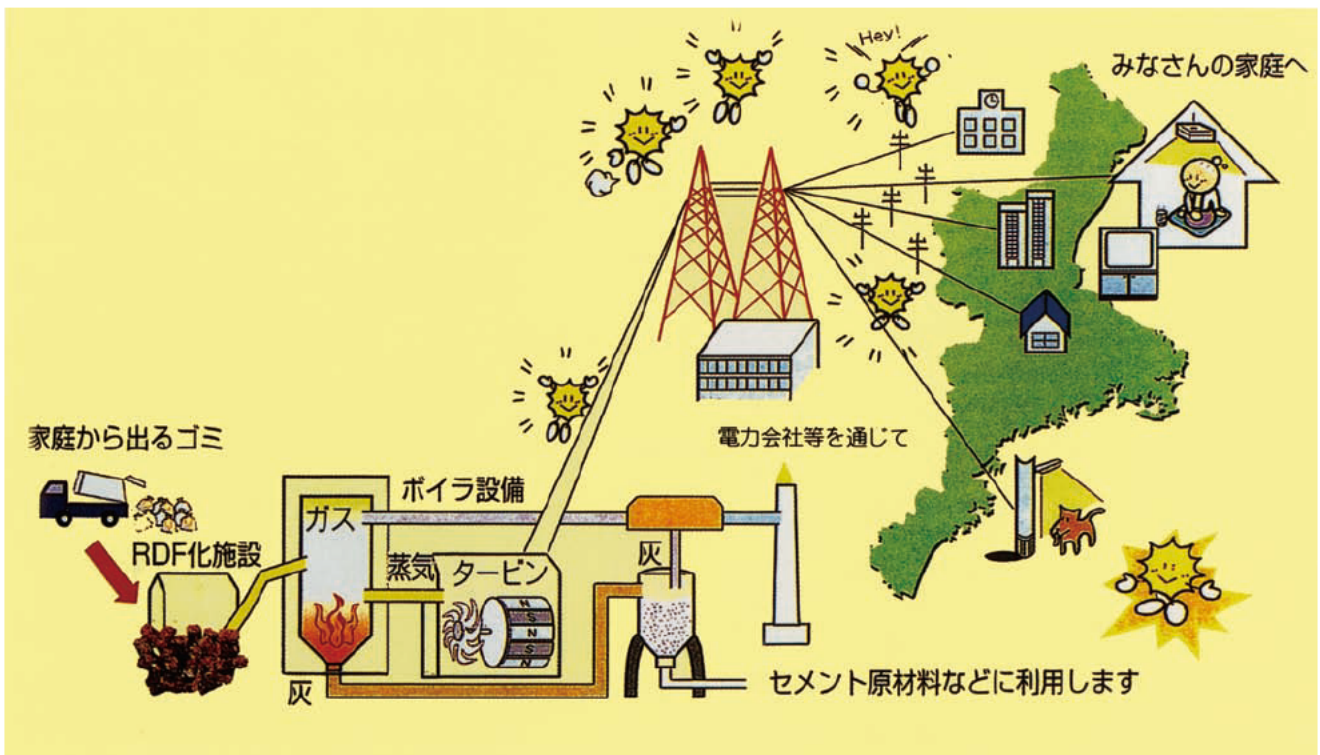 Hey!
みなさんの家庭へ
家庭から出るゴミ
電力会社等を通じて
ボイラ設備
ガス
RDF化施設
蒸気
タービン
灰
N
S
N
S
N
灰
セメント原材料などに利用します